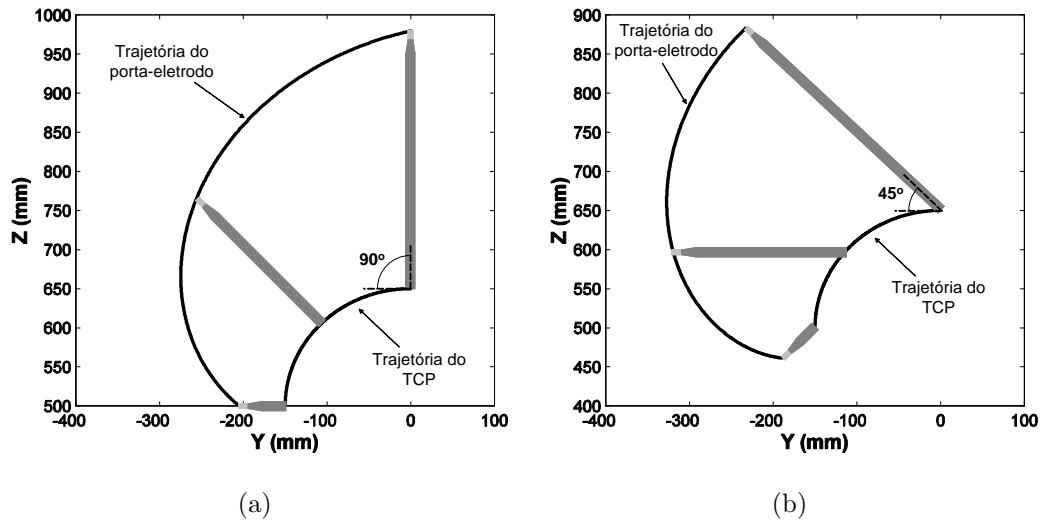 1000
950
900
850
800
750
700
650
600
550
500
Z (mm)
-400
-300
-200
-100
0
100
Y (mm)
Trajetória do
porta-eletrodo
90º
Trajetória do
TCP
(a)
900
850
800
750
700
650
600
550
500
450
400
Z (mm)
-400
-300
-200
-100
0
100
Y (mm)
Trajetória do
porta-eletrodo
45º
Trajetória do
TCP
(b)